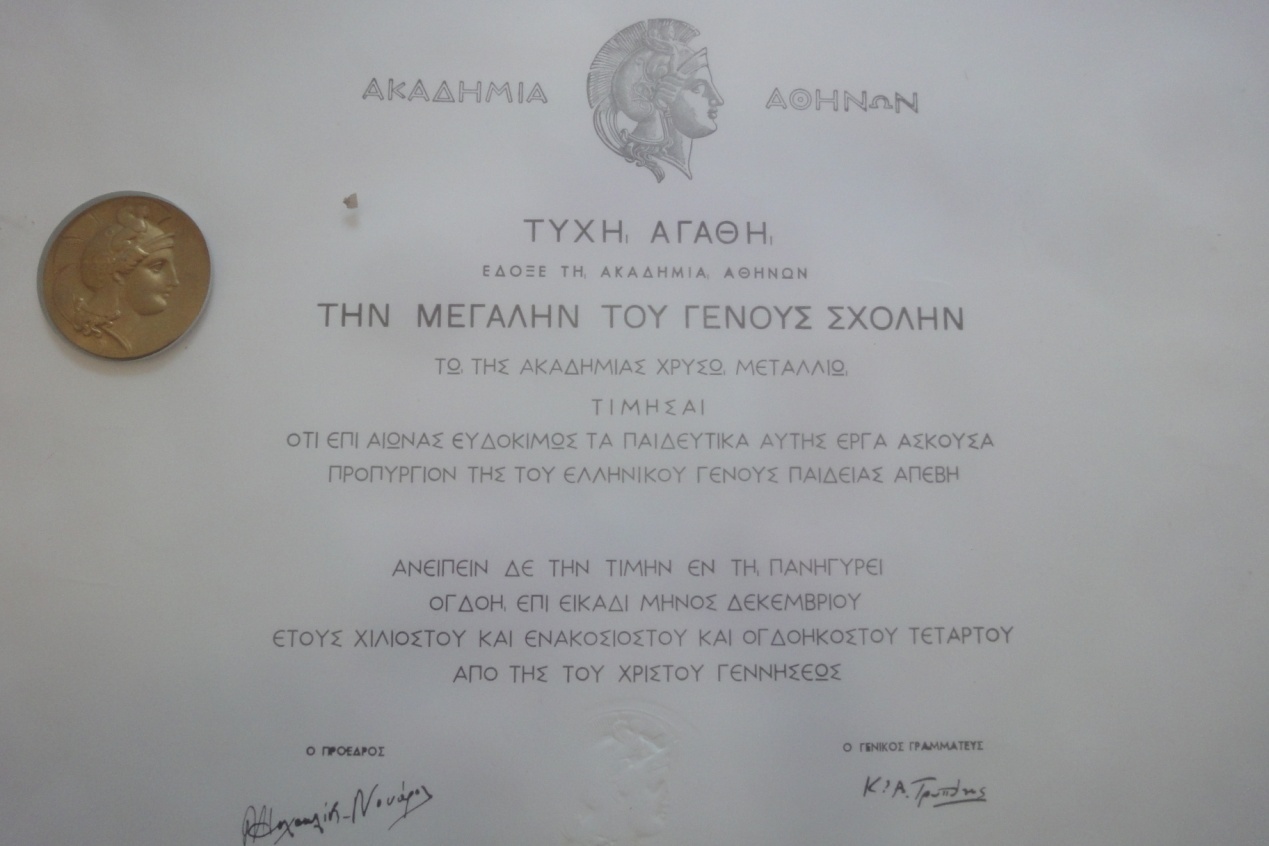 ΑΚΑΔΗΜΙΑ ΑΘΗΝΩΝ
ΤΥΧΗΙ ΑΓΑΘΗΙ
ΕΔΟΞΕ ΤΗΙ ΑΚΑΔΗΜΙΑΙ ΑΘΗΝΩΝ
ΤΗΝ ΜΕΓΑΛΗΝ ΤΟΥ ΓΕΝΟΥΣ ΣΧΟΛΗΝ
ΤΩΙ ΤΗΣ ΑΚΑΔΗΜΙΑΣ ΧΡΥΣΩΙ ΜΕΤΑΛΛΙΩΙ
ΤΙΜΗΣΑΙ
ΟΤΙ ΕΠΙ ΑΙΩΝΑΣ ΕΥΔΟΚΙΜΩΣ ΤΑ ΠΑΙΔΕΥΤΙΚΑ ΑΥΤΗΣ ΕΡΓΑ ΑΣΚΟΥΣΑ
ΠΡΟΠΥΡΓΙΟΝ ΤΗΣ ΤΟΥ ΕΛΛΗΝΙΚΟΥ ΓΕΝΟΥΣ ΠΑΙΔΕΙΑΣ ΑΠΕΒΗ
ΑΝΕΙΠΕΙΝ ΔΕ ΤΗΝ ΤΙΜΗΝ ΕΝ ΤΗΙ ΠΑΝΗΓΥΡΕΙ
ΟΓΔΟΗΙ ΕΠΙ ΕΙΚΑΔΙ ΜΗΝΟΣ ΔΕΚΕΜΒΡΙΟΥ
ΕΤΟΥΣ ΧΙΛΙΟΣΤΟΥ ΚΑΙ ΕΝΑΚΟΣΙΟΣΤΟΥ ΚΑΙ ΟΓΔΟΗΚΟΣΤΟΥ ΤΕΤΑΡΤΟΥ
ΑΠΟ ΤΗΣ ΤΟΥ ΧΡΙΣΤΟΥ ΓΕΝΝΗΣΕΩΣ
Ο ΠΡΟΕΔΡΟΣ
Ο ΓΕΝΙΚΟΣ ΓΡΑΜΜΑΤΕΥΣ
Κ. Α. Τρυπάνης